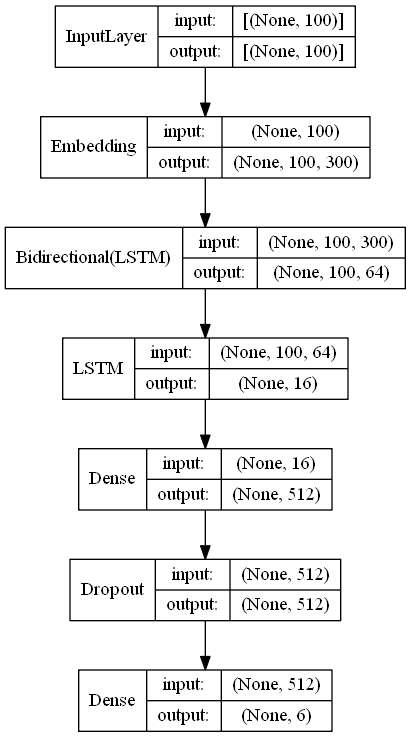 InputLayer input: [(None, 100)]
output: [(None, 100)]
Embedding input: (None, 100)
output: (None, 100, 300)
Bidirectional(LSTM) input: (None, 100, 300)
output: (None, 100, 64)
LSTM input: (None, 100, 64)
output: (None, 16)
Dense input: (None, 16)
output: (None, 512)
Dropout input: (None, 512)
output: (None, 512)
Dense input: (None, 512)
output: (None, 6)